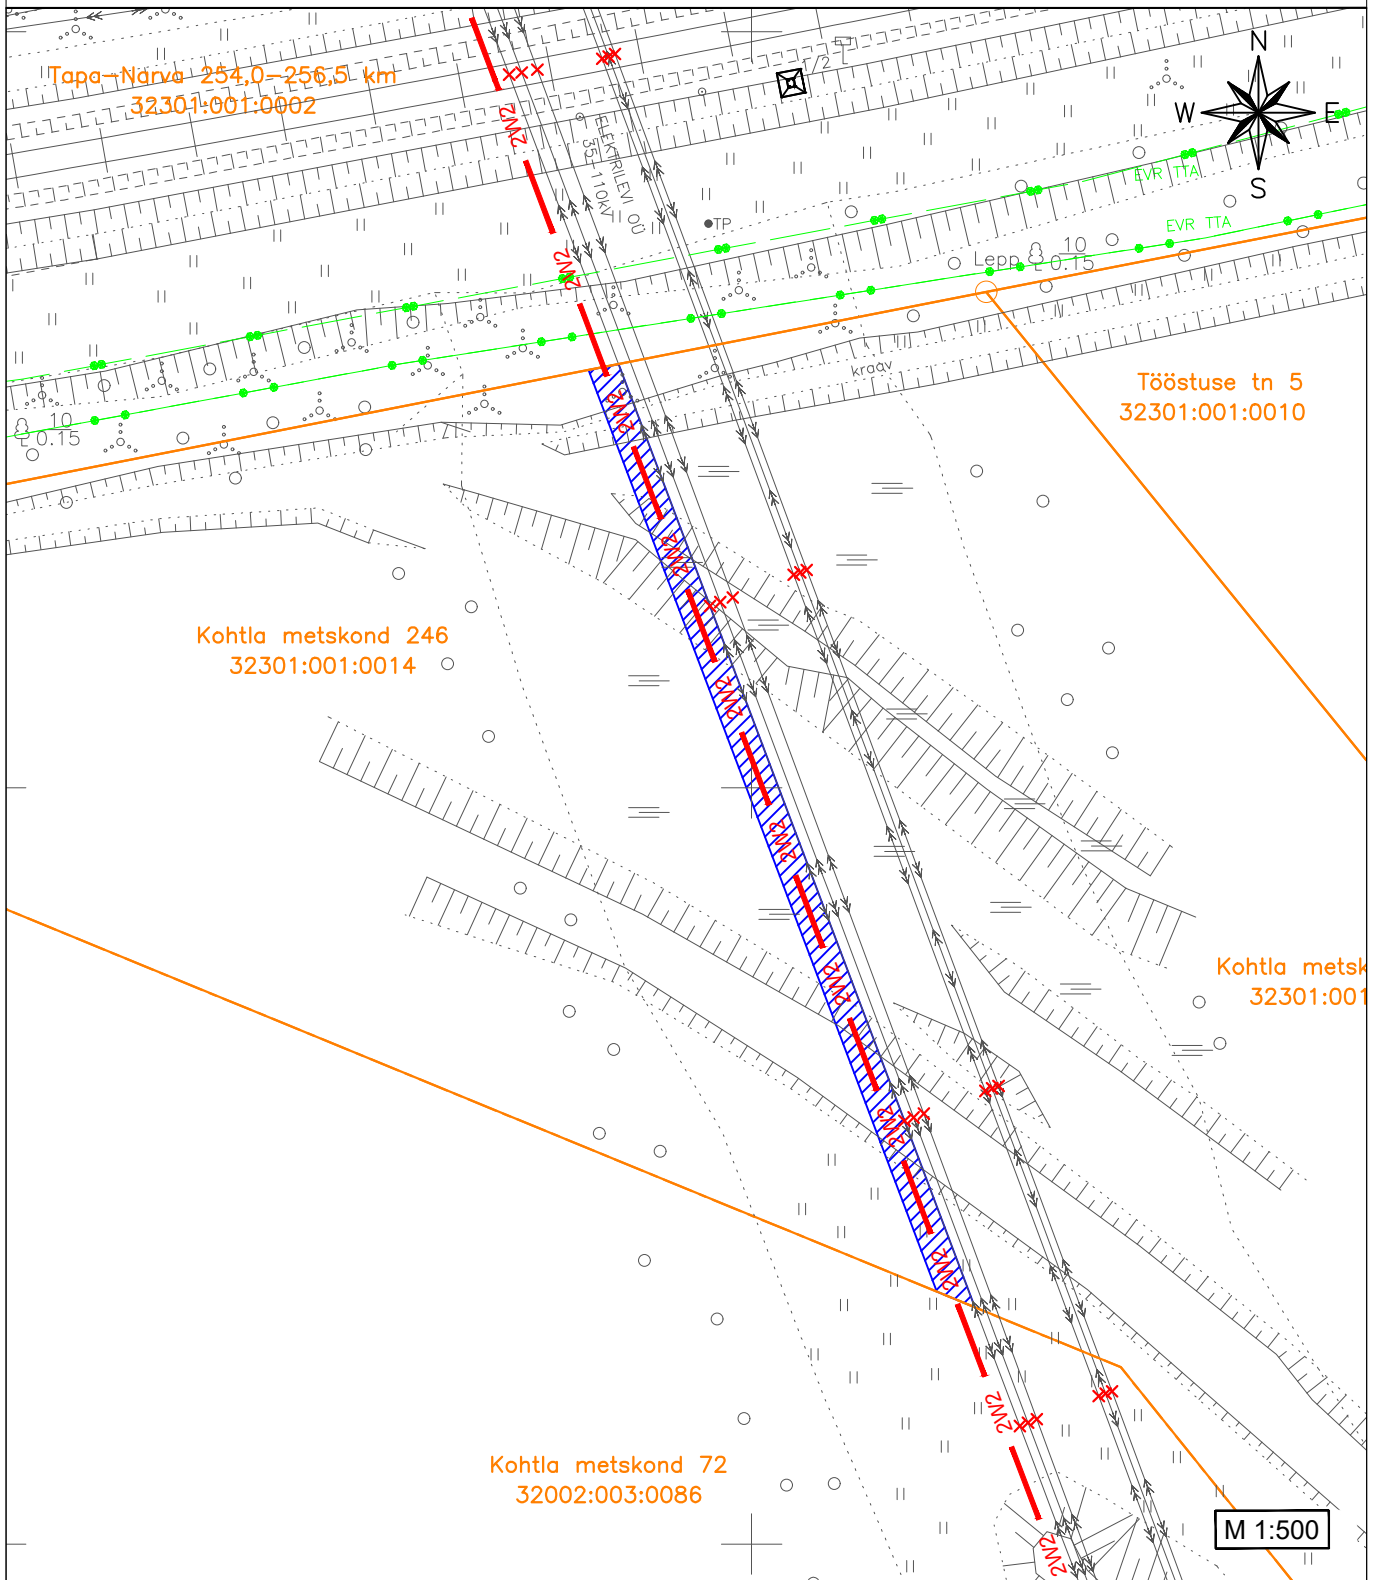 N
W
E
S
Tapa-Narva 254,0-256,5 km
32301:001:0002
2W2
ELEKTRILEVI OÜ
35-110kV
2
TP
EVR TTA
EVR TTA
Lepp
10
0.15
2W2
2W2
kraav
Tööstuse tn 5
32301:001:0010
10
0.15
2W2
Kohtla metskond 246
32301:001:0014
2W2
2W2
2W2
Kohtla metsk
32301:001
2W2
2W2
2W2
2W2
Kohtla metskond 72
32002:003:0086
M 1:500
2W2